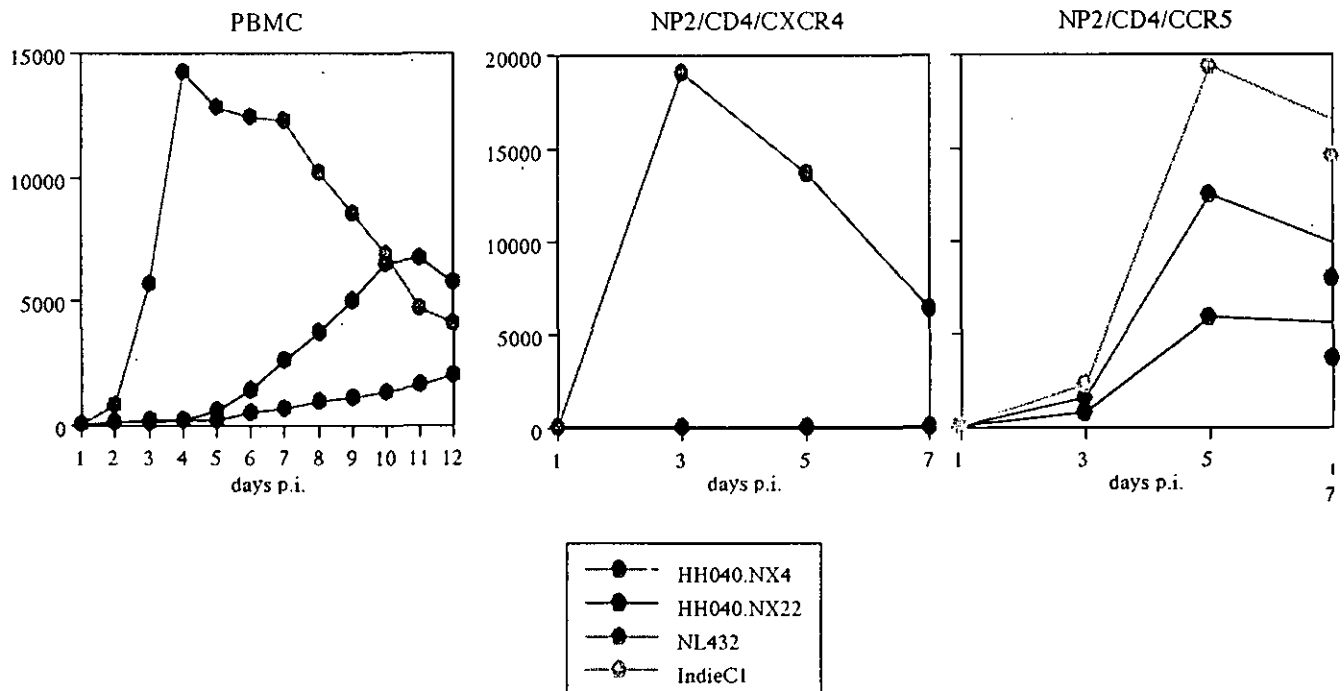 PBMC
NP2/CD4/CXCR4
NP2/CD4/CCR5
15000
10000
5000
0
1 2 3 4 5 6 7 8 9 10 11 12
days p.i.
20000
15000
10000
5000
0
1 3 5 7
days p.i.
1 3 5 7
days p.i.
HH040.NX4
HH040.NX22
NL432
IndieC1